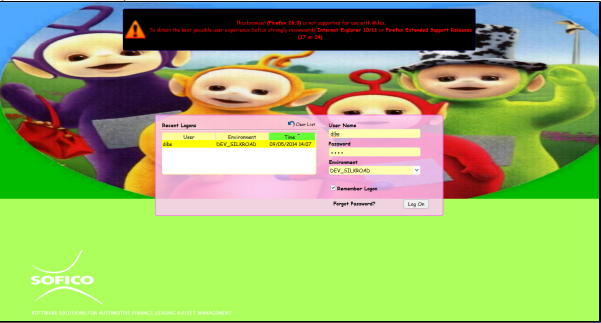 This browser (Firefox 26.0) is not supported for use with Miles.
To obtain the best possible user experience Sofico strongly recommends Internet Explorer 10/11 or Firefox Extended Support Releases
(17 or 24)
Recent Logons
Clear List
User Environment Time
dibs DEV_SILKROAD 09/05/2014 14:07
User Name
dibs
Password
••••
Environment
DEV_SILKROAD
Remember Logon
Forgot Password?
Log On
SOFICO
SOFTWARE SOLUTIONS FOR AUTOMOTIVE FINANCE, LEASING & FLEET MANAGEMENT